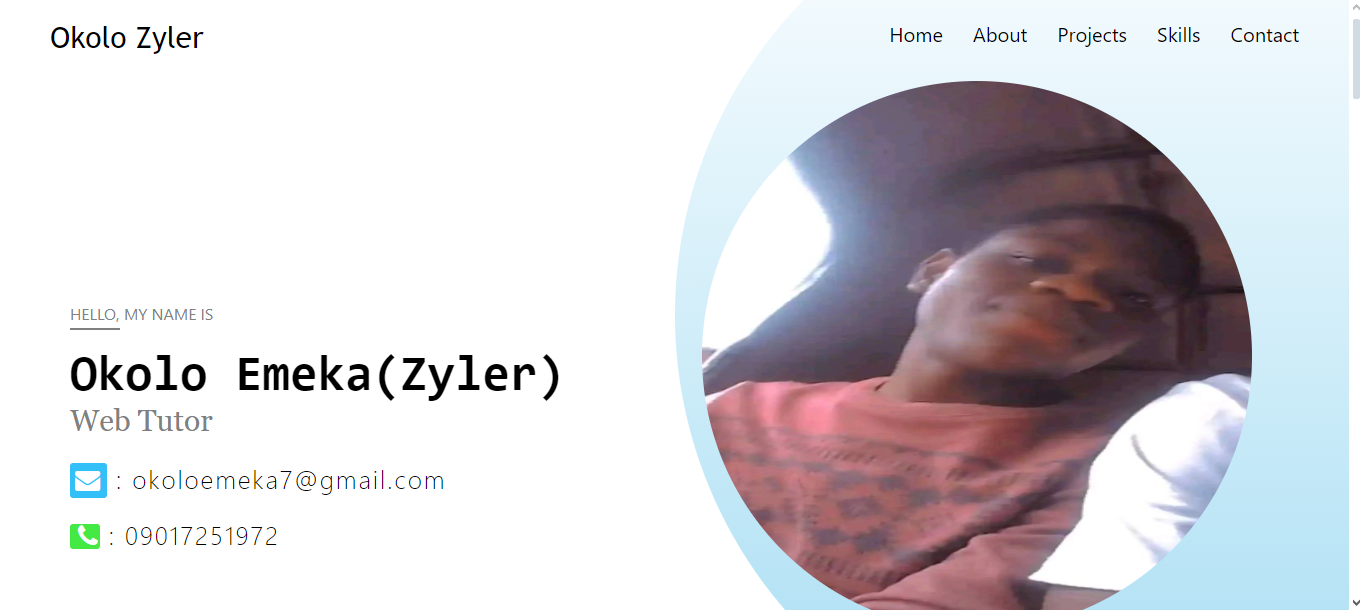 Okolo Zyler
Home About Projects Skills Contact
HELLO, MY NAME IS
Okolo Emeka(Zyler)
Web Tutor
: okoloemeka7@gmail.com
: 09017251972